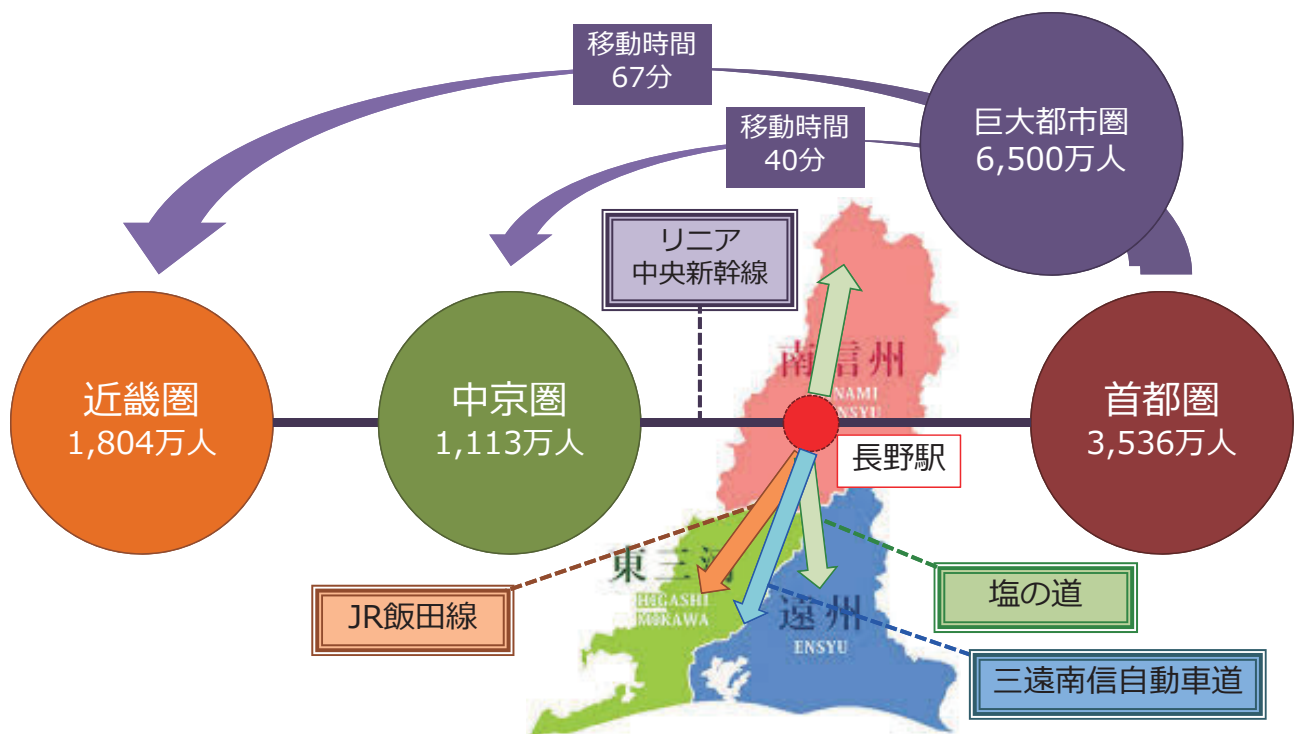 移動時間
67分
移動時間
40分
巨大都市圏
6,500万人
リニア
中央新幹線
近畿圏
1,804万人
中京圏
1,113万人
南信州
長野駅
首都圏
3,536万人
東三河
HIGASHI
MIKAWA
遠州
ENSYU
JR飯田線
塩の道
三遠南信自動車道